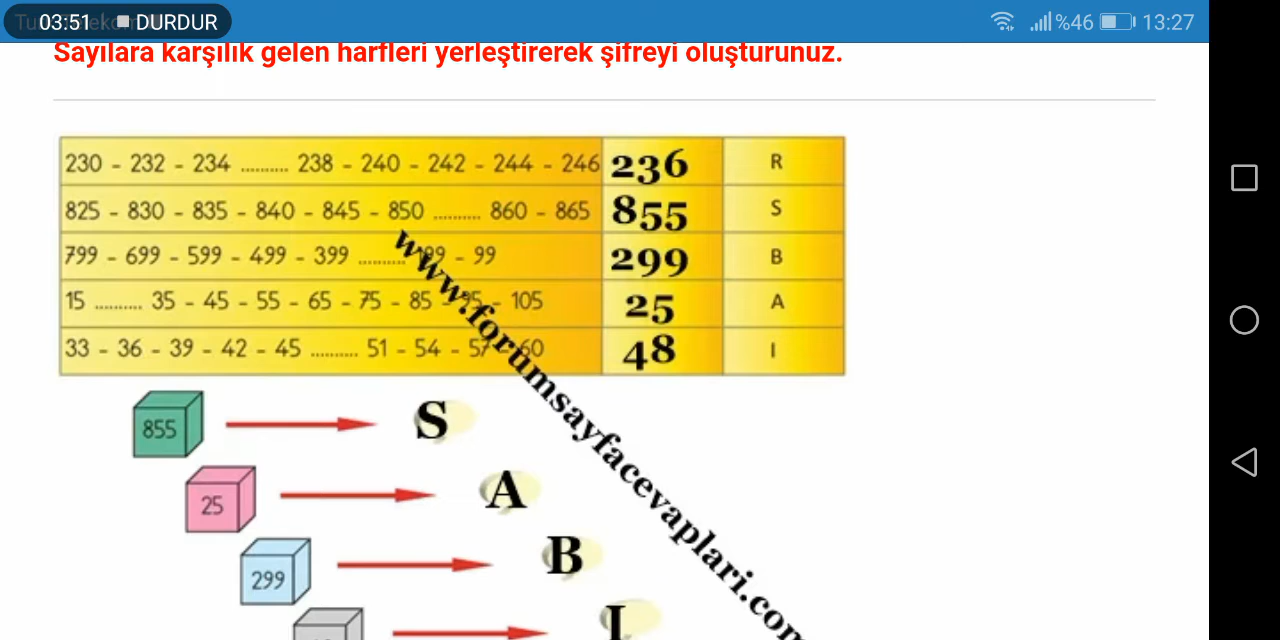 03:51 DURDUR %46 13:27
Sayılara karşılık gelen harfleri yerleştirerek şifreyi oluşturunuz.
230 - 232 - 234 .......... 238 - 240 - 242 - 244 - 246 236 R
825 - 830 - 835 - 840 - 845 - 850 .......... 860 - 865 855 S
799 - 699 - 599 - 499 - 399 .......... - 99 299 B
15 .......... 35 - 45 - 55 - 65 - 75 - 85 - 95 - 105 25 A
33 - 36 - 39 - 42 - 45 .......... 51 - 54 - 57 - 60 48 I
www.forumsayfacevaplari.com
855 S
25 A
299 B
I